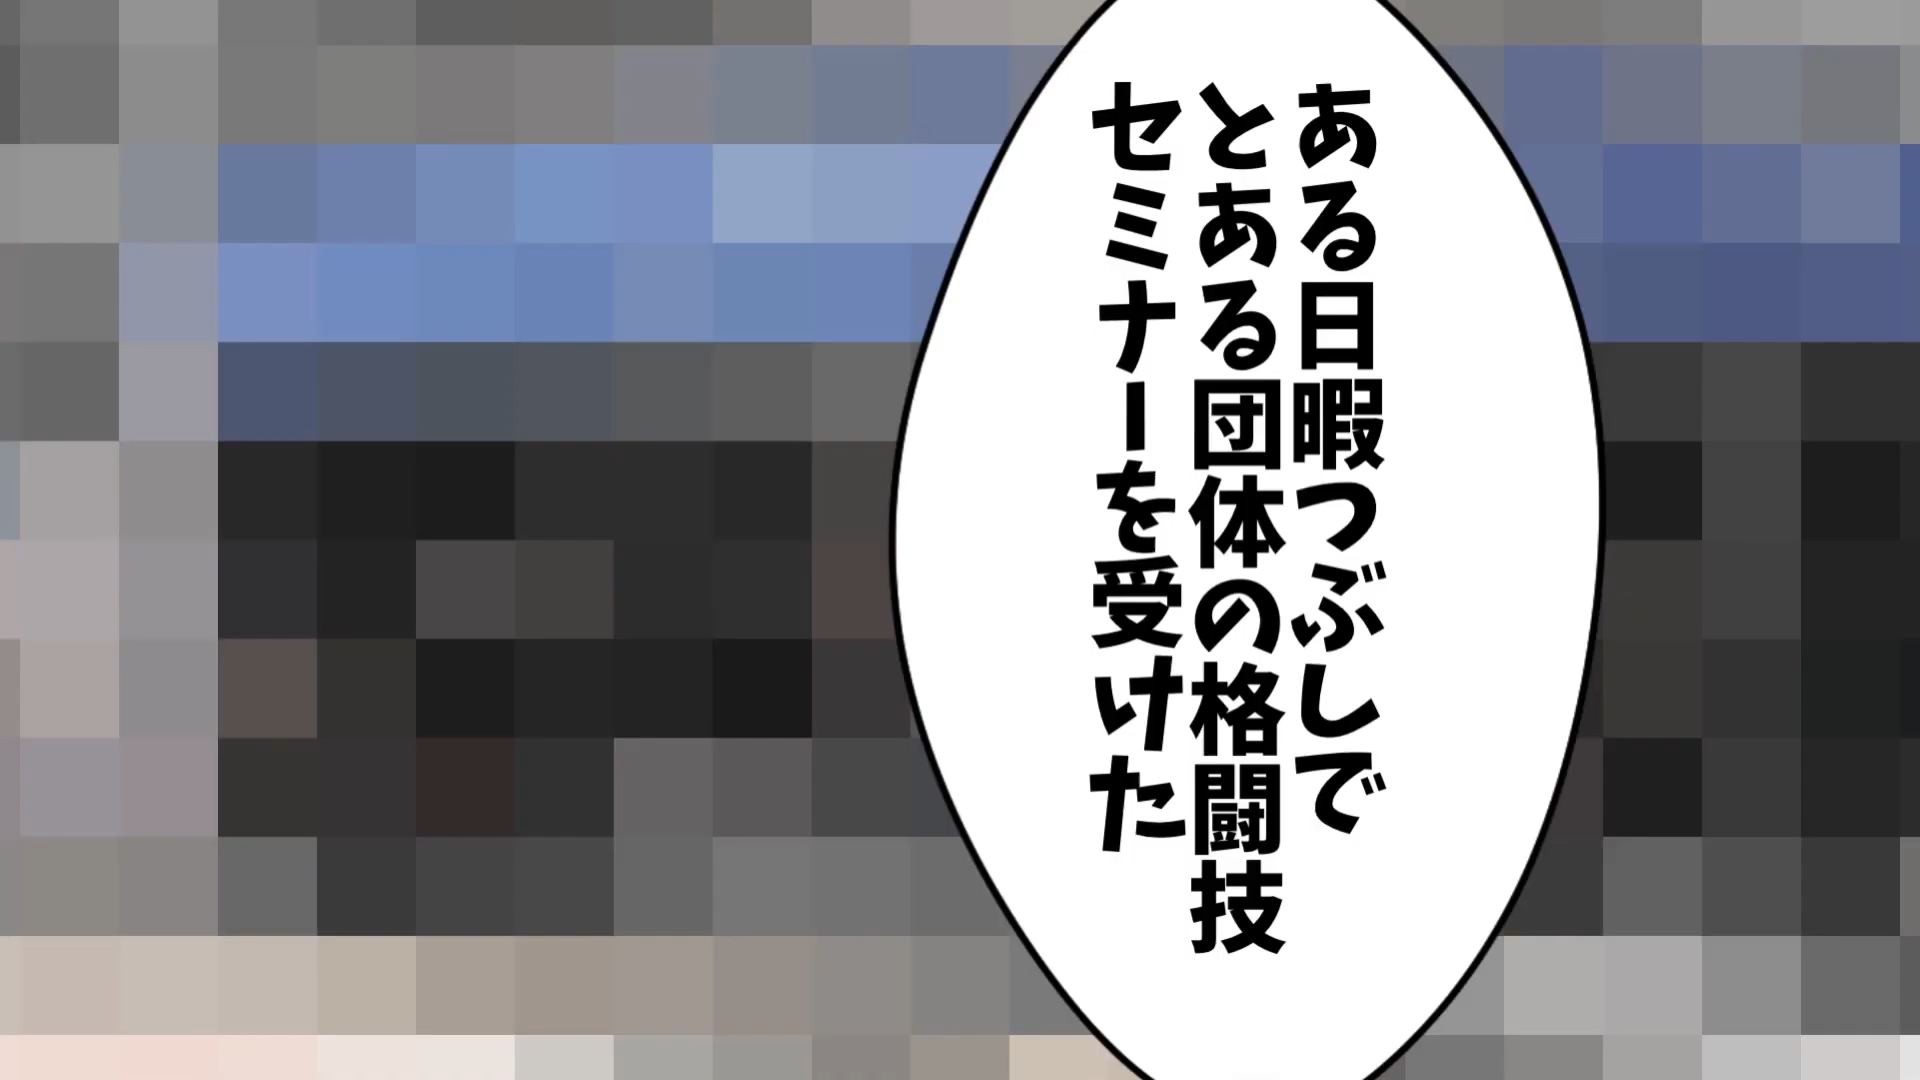 ある日暇つぶしで
とある団体の格闘技
セミナーを受けた